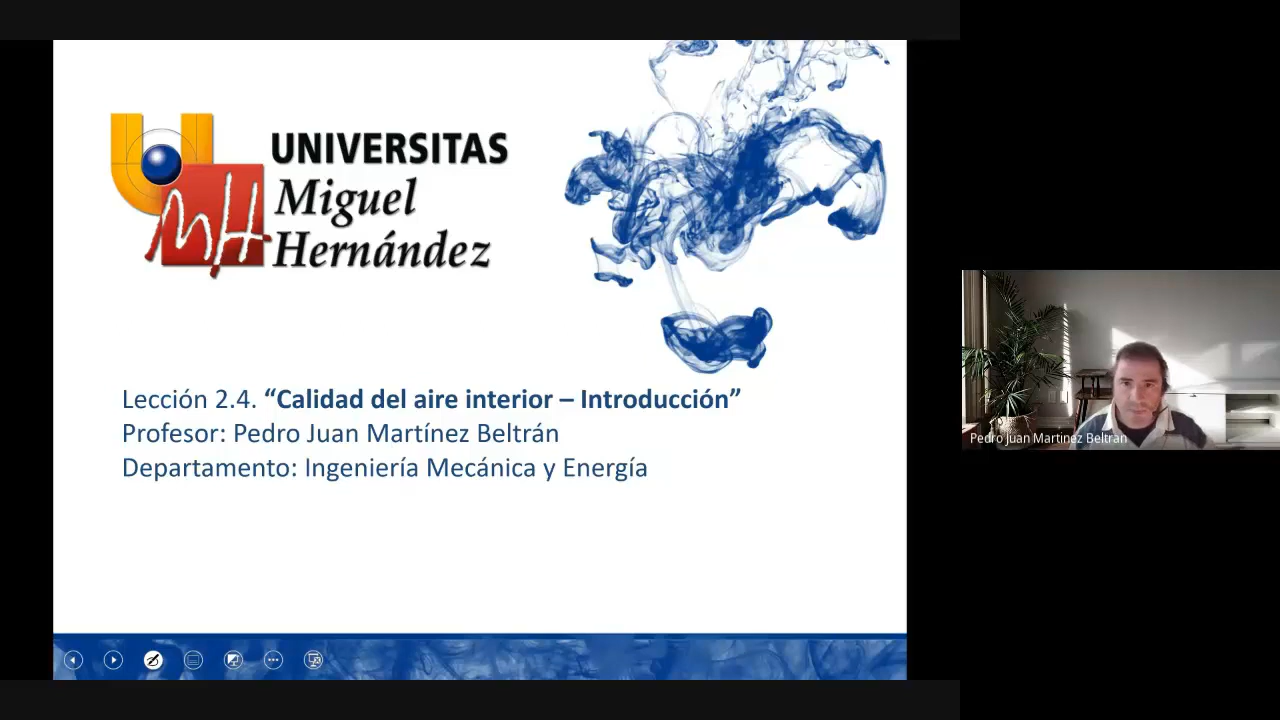 UNIVERSITAS
Miguel
Hernández
Lección 2.4. “Calidad del aire interior – Introducción”
Profesor: Pedro Juan Martínez Beltrán
Departamento: Ingeniería Mecánica y Energía
Pedro Juan Martinez Beltran